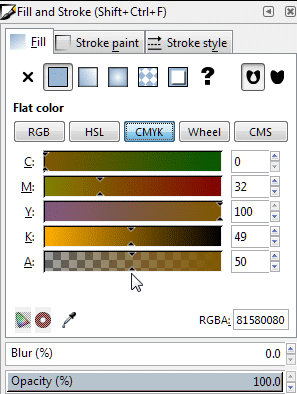 Fill and Stroke (Shift+Ctrl+F)
Fill Stroke paint Stroke style
?
Flat color
RGB HSL CMYK Wheel CMS
C: 0
M: 32
Y: 100
K: 49
A: 50
RGBA: 81580080
Blur (%) 0.0
Opacity (%) 100.0